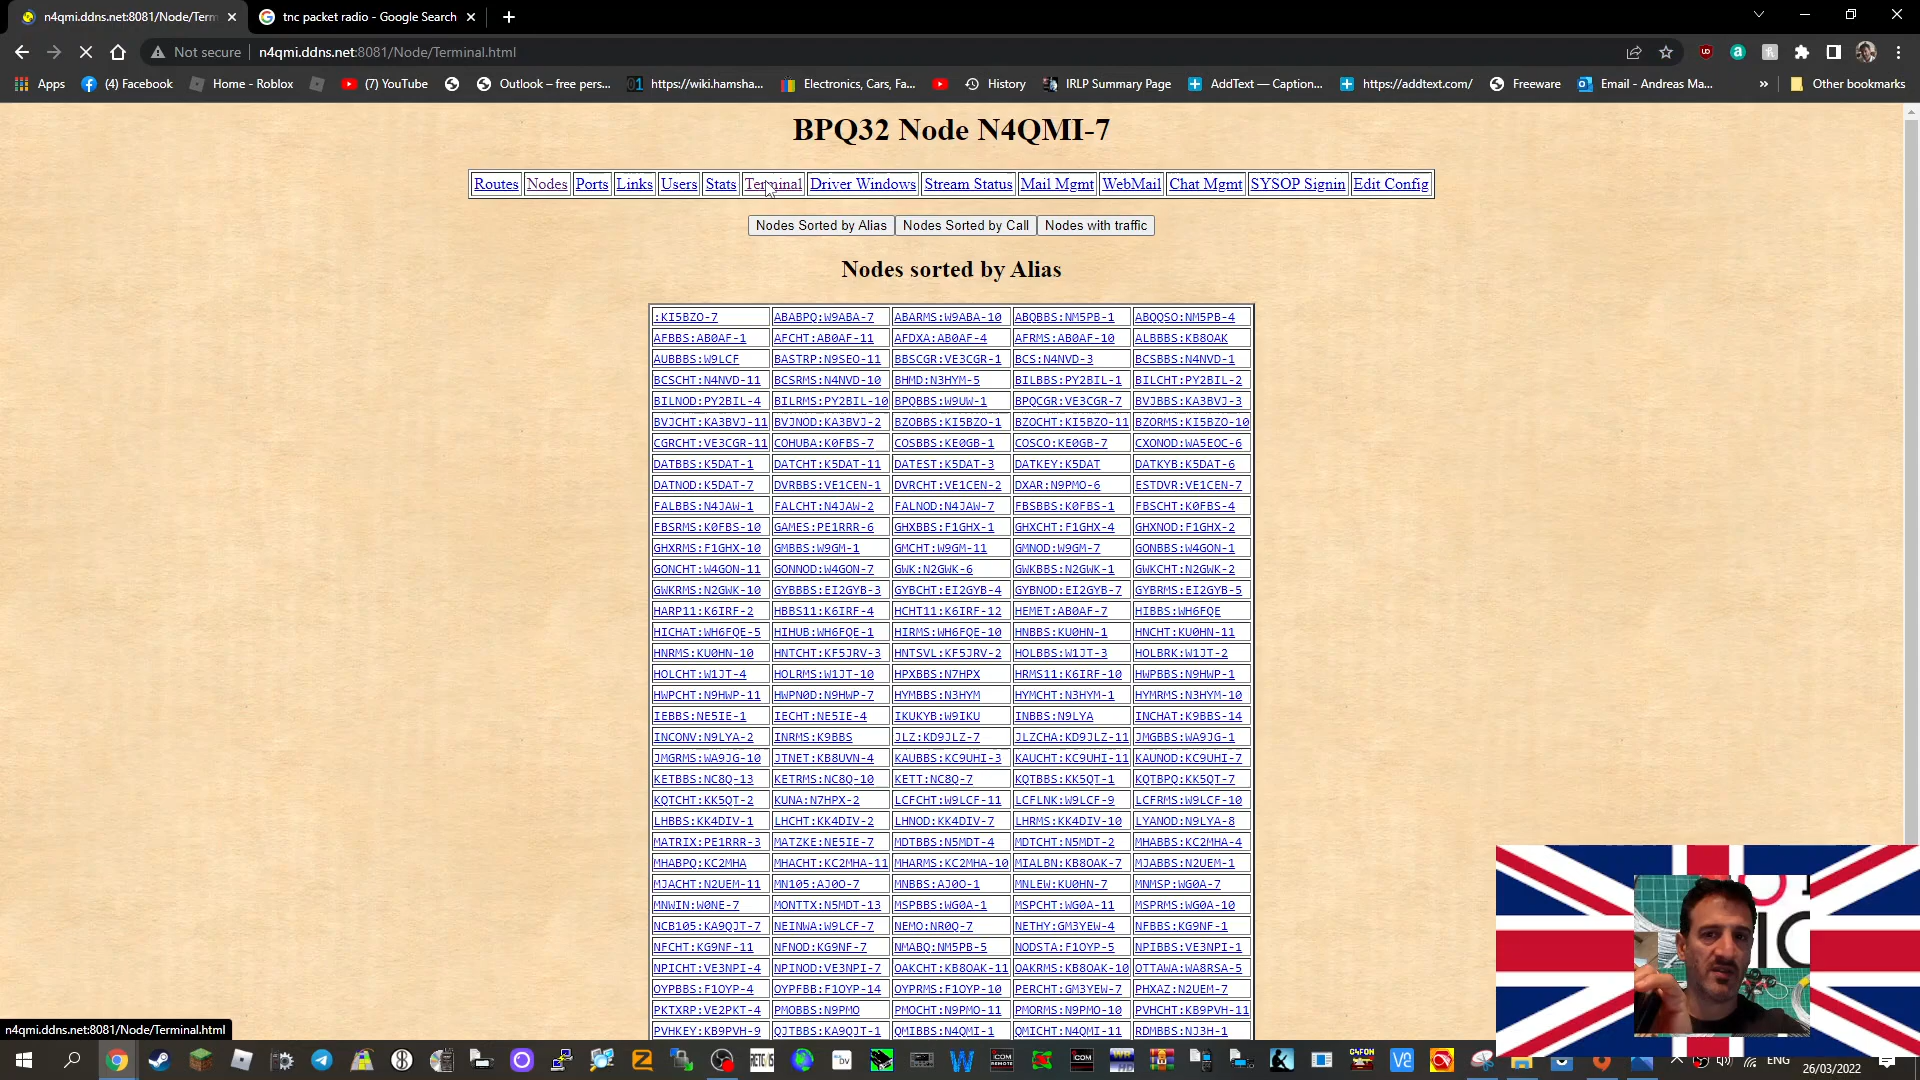 n4qmi.ddns.net:8081/Node/Term
tnc packet radio - Google Search
Not secure
n4qmi.ddns.net:8081/Node/Terminal.html
Apps
(4) Facebook
Home - Roblox
(7) YouTube
Outlook – free pers...
https://wiki.hamsha...
Electronics, Cars, Fa...
History
IRLP Summary Page
AddText — Caption...
https://addtext.com/
Freeware
Email - Andreas Ma...
»
Other bookmarks
BPQ32 Node N4QMI-7
Routes Nodes Ports Links Users Stats Terminal Driver Windows Stream Status Mail Mgmt WebMail Chat Mgmt SYSOP Signin Edit Config
Nodes Sorted by Alias Nodes Sorted by Call Nodes with traffic
Nodes sorted by Alias
:KI5BZO-7 ABABPQ:W9ABA-7 ABARMS:W9ABA-10 ABQBBS:NM5PB-1 ABQQSO:NM5PB-4
AFBBS:AB0AF-1 AFCHT:AB0AF-11 AFDXA:AB0AF-4 AFRMS:AB0AF-10 ALBBBS:KB8OAK
AUBBBS:W9LCF BASTRP:N9SEO-11 BBSCGR:VE3CGR-1 BCS:N4NVD-3 BCSBBS:N4NVD-1
BCSCHT:N4NVD-11 BCSRMS:N4NVD-10 BHMD:N3HYM-5 BILBBS:PY2BIL-1 BILCHT:PY2BIL-2
BILNOD:PY2BIL-4 BILRMS:PY2BIL-10 BPQBBS:W9UW-1 BPQCGR:VE3CGR-7 BVJBBS:KA3BVJ-3
BVJCHT:KA3BVJ-11 BVJNOD:KA3BVJ-2 BZOBBS:KI5BZO-1 BZOCHT:KI5BZO-11 BZORMS:KI5BZO-10
CGRCHT:VE3CGR-11 COHUBA:K0FBS-7 COSBBS:KE0GB-1 COSCO:KE0GB-7 CXONOD:WA5EOC-6
DATBBS:K5DAT-1 DATCHT:K5DAT-11 DATEST:K5DAT-3 DATKEY:K5DAT DATKYB:K5DAT-6
DATNOD:K5DAT-7 DVRBBS:VE1CEN-1 DVRCHT:VE1CEN-2 DXAR:N9PMO-6 ESTDVR:VE1CEN-7
FALBBS:N4JAW-1 FALCHT:N4JAW-2 FALNOD:N4JAW-7 FBSBBS:K0FBS-1 FBSCHT:K0FBS-4
FBSRMS:K0FBS-10 GAMES:PE1RRR-6 GHXBBS:F1GHX-1 GHXCHT:F1GHX-4 GHXNOD:F1GHX-2
GHXRMS:F1GHX-10 GMBBS:W9GM-1 GMCHT:W9GM-11 GMNOD:W9GM-7 GONBBS:W4GON-1
GONCHT:W4GON-11 GONNOD:W4GON-7 GWK:N2GWK-6 GWKBBS:N2GWK-1 GWKCHT:N2GWK-2
GWKRMS:N2GWK-10 GYBBBS:EI2GYB-3 GYBCHT:EI2GYB-4 GYBNOD:EI2GYB-7 GYBRMS:EI2GYB-5
HARP11:K6IRF-2 HBBS11:K6IRF-4 HCHT11:K6IRF-12 HEMET:AB0AF-7 HIBBS:WH6FQE
HICHAT:WH6FQE-5 HIHUB:WH6FQE-1 HIRMS:WH6FQE-10 HNBBS:KU0HN-1 HNCHT:KU0HN-11
HNRMS:KU0HN-10 HNTCHT:KF5JRV-3 HNTSVL:KF5JRV-2 HOLBBS:W1JT-3 HOLBRK:W1JT-2
HOLCHT:W1JT-4 HOLRMS:W1JT-10 HPXBBS:N7HPX HRMS11:K6IRF-10 HWPBBS:N9HWP-1
HWPCHT:N9HWP-11 HWPN0D:N9HWP-7 HYMBBS:N3HYM HYMCHT:N3HYM-1 HYMRMS:N3HYM-10
IEBBS:NE5IE-1 IECHT:NE5IE-4 IKUKYB:W9IKU INBBS:N9LYA INCHAT:K9BBS-14
INCONV:N9LYA-2 INRMS:K9BBS JLZ:KD9JLZ-7 JLZCHA:KD9JLZ-11 JMGBBS:WA9JG-1
JMGRMS:WA9JG-10 JTNET:KB8UVN-4 KAUBBS:KC9UHI-3 KAUCHT:KC9UHI-11 KAUNOD:KC9UHI-7
KETBBS:NC8Q-13 KETRMS:NC8Q-10 KETT:NC8Q-7 KQTBBS:KK5QT-1 KQTBPQ:KK5QT-7
KQTCHT:KK5QT-2 KUNA:N7HPX-2 LCFCHT:W9LCF-11 LCFLNK:W9LCF-9 LCFRMS:W9LCF-10
LHBBS:KK4DIV-1 LHCHT:KK4DIV-2 LHNOD:KK4DIV-7 LHRMS:KK4DIV-10 LYANOD:N9LYA-8
MATRIX:PE1RRR-3 MATZKE:NE5IE-7 MDTBBS:N5MDT-4 MDTCHT:N5MDT-2 MHABBS:KC2MHA-4
MHABPQ:KC2MHA MHACHT:KC2MHA-11 MHARMS:KC2MHA-10 MIALBN:KB8OAK-7 MJABBS:N2UEM-1
MJACHT:N2UEM-11 MN105:AJ0O-7 MNBBS:AJ0O-1 MNLEW:KU0HN-7 MNMSP:WG0A-7
MNWIN:W0NE-7 MONTTX:N5MDT-13 MSPBBS:WG0A-1 MSPCHT:WG0A-11 MSPRMS:WG0A-10
NCB105:KA9QJT-7 NEINWA:W9LCF-7 NEMO:NR0Q-7 NETHY:GM3YEW-4 NFBBS:KG9NF-1
NFCHT:KG9NF-11 NFNOD:KG9NF-7 NMABQ:NM5PB-5 NODSTA:F1OYP-5 NPIBBS:VE3NPI-1
NPICHT:VE3NPI-4 NPINOD:VE3NPI-7 OAKCHT:KB8OAK-11 OAKRMS:KB8OAK-10 OTTAWA:WA8RSA-5
OYPBBS:F1OYP-4 OYPFBB:F1OYP-14 OYPRMS:F1OYP-10 PERCHT:GM3YEW-7 PHXAZ:N2UEM-7
PKTXRP:VE2PKT-4 PMOBBS:N9PMO PMOCHT:N9PMO-11 PMORMS:N9PMO-10 PVHCHT:KB9PVH-11
PVHKEY:KB9PVH-9 QJTBBS:KA9QJT-1 QMIBBS:N4QMI-1 QMICHT:N4QMI-11 RDMBBS:NJ3H-1
n4qmi.ddns.net:8081/Node/Terminal.html
ENG
26/03/2022